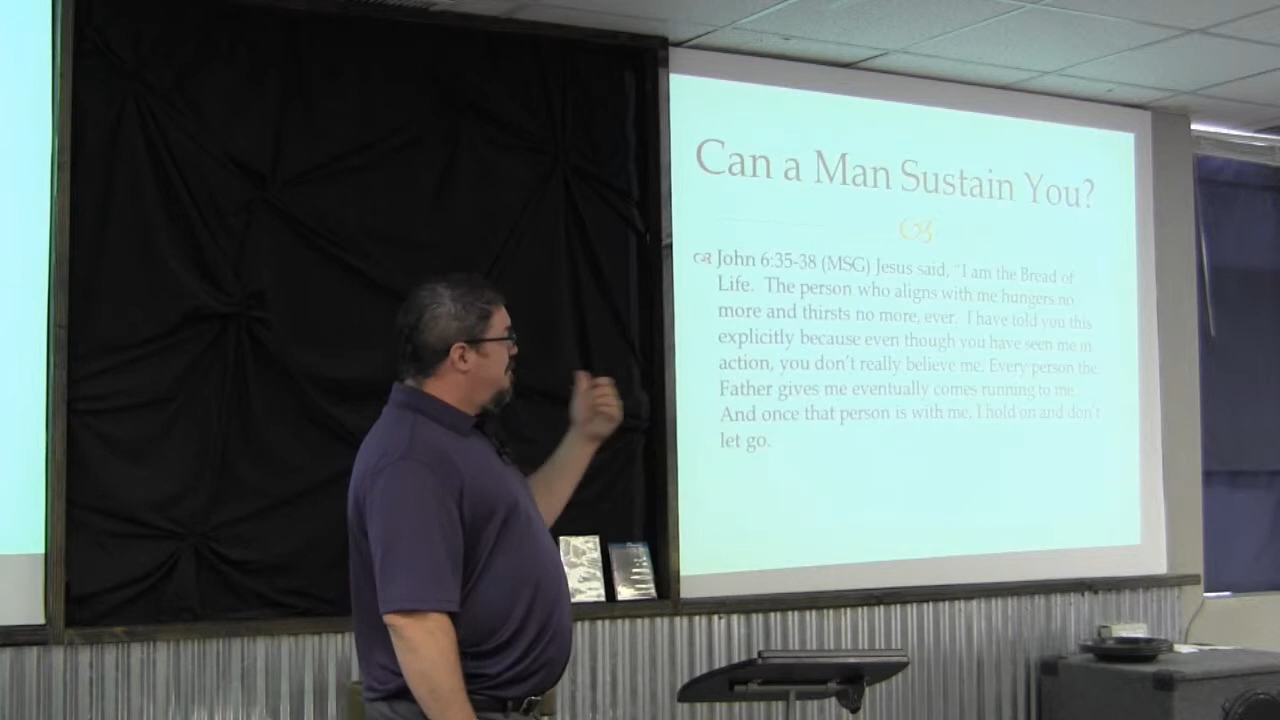 Can a Man Sustain You?
John 6:35-38 (MSG) Jesus said, "I am the Bread of
Life. The person who aligns with me hungers no
more and thirsts no more, ever. I have told you this
explicitly because even though you have seen me in
action, you don't really believe me. Every person the
Father gives me eventually comes running to me.
And once that person is with me, I hold on and don't
let go.